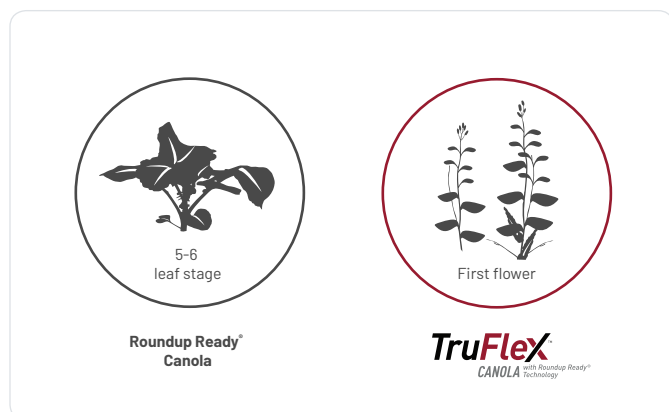 5-6
leaf stage
First flower
Roundup Ready®
Canola
TruFlex™
CANOLA with Roundup Ready®
Technology